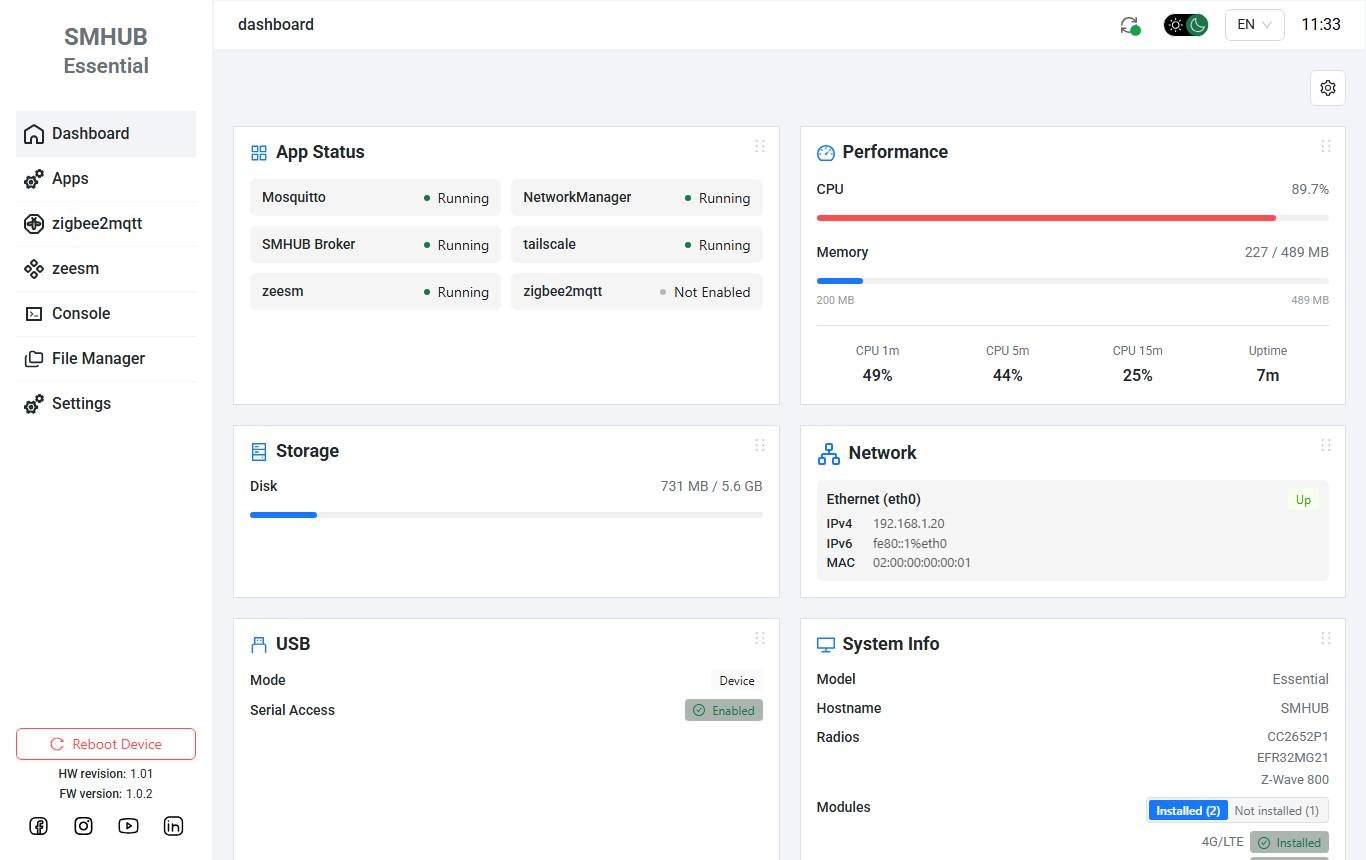 SMHUB
Essential
Dashboard
Apps
zigbee2mqtt
zeesm
Console
File Manager
Settings
Reboot Device
HW revision: 1.01
FW version: 1.0.2
dashboard
EN
11:33
App Status
Mosquitto Running
NetworkManager Running
SMHUB Broker Running
tailscale Running
zeesm Running
zigbee2mqtt Not Enabled
Performance
CPU 89.7%
Memory 227 / 489 MB
200 MB 489 MB
CPU 1m CPU 5m CPU 15m Uptime
49% 44% 25% 7m
Storage
Disk 731 MB / 5.6 GB
Network
Ethernet (eth0) Up
IPv4 192.168.1.20
IPv6 fe80::1%eth0
MAC 02:00:00:00:00:01
USB
Mode Device
Serial Access Enabled
System Info
Model Essential
Hostname SMHUB
Radios CC2652P1
EFR32MG21
Z-Wave 800
Modules Installed (2) Not installed (1)
4G/LTE Installed